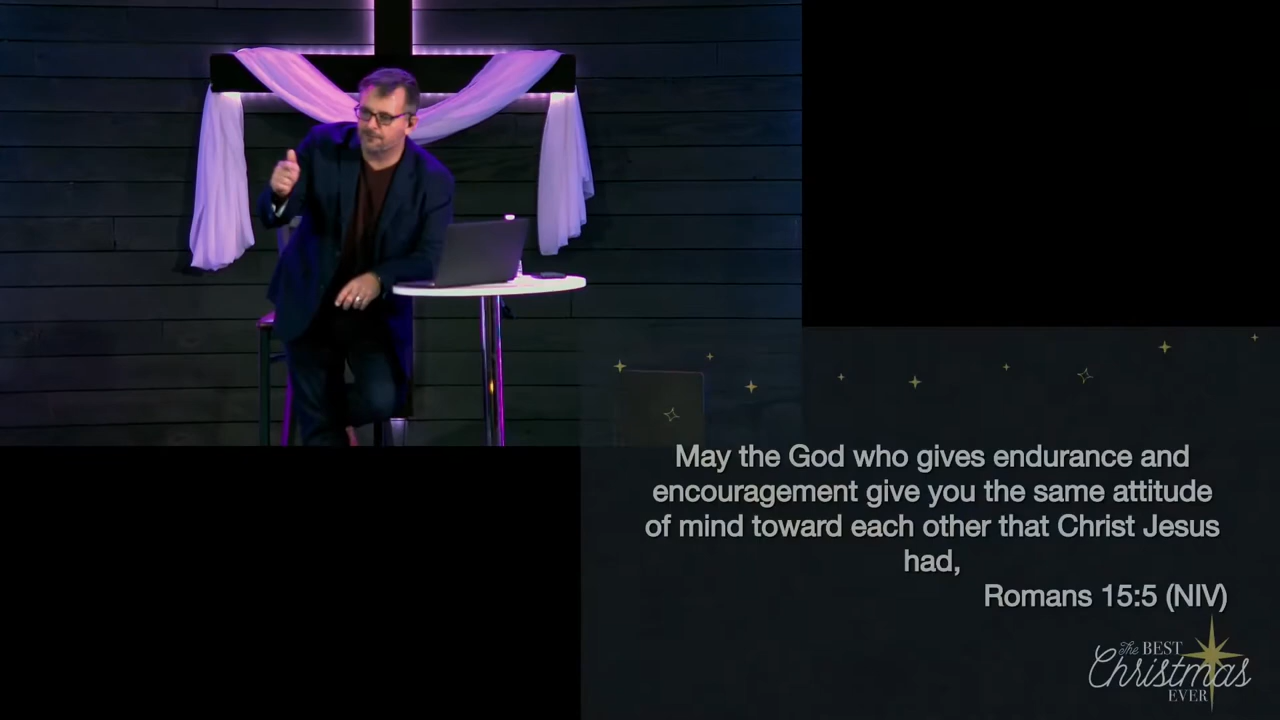 May the God who gives endurance and
encouragement give you the same attitude
of mind toward each other that Christ Jesus
had,
Romans 15:5 (NIV)
The BEST
Christmas
EVER